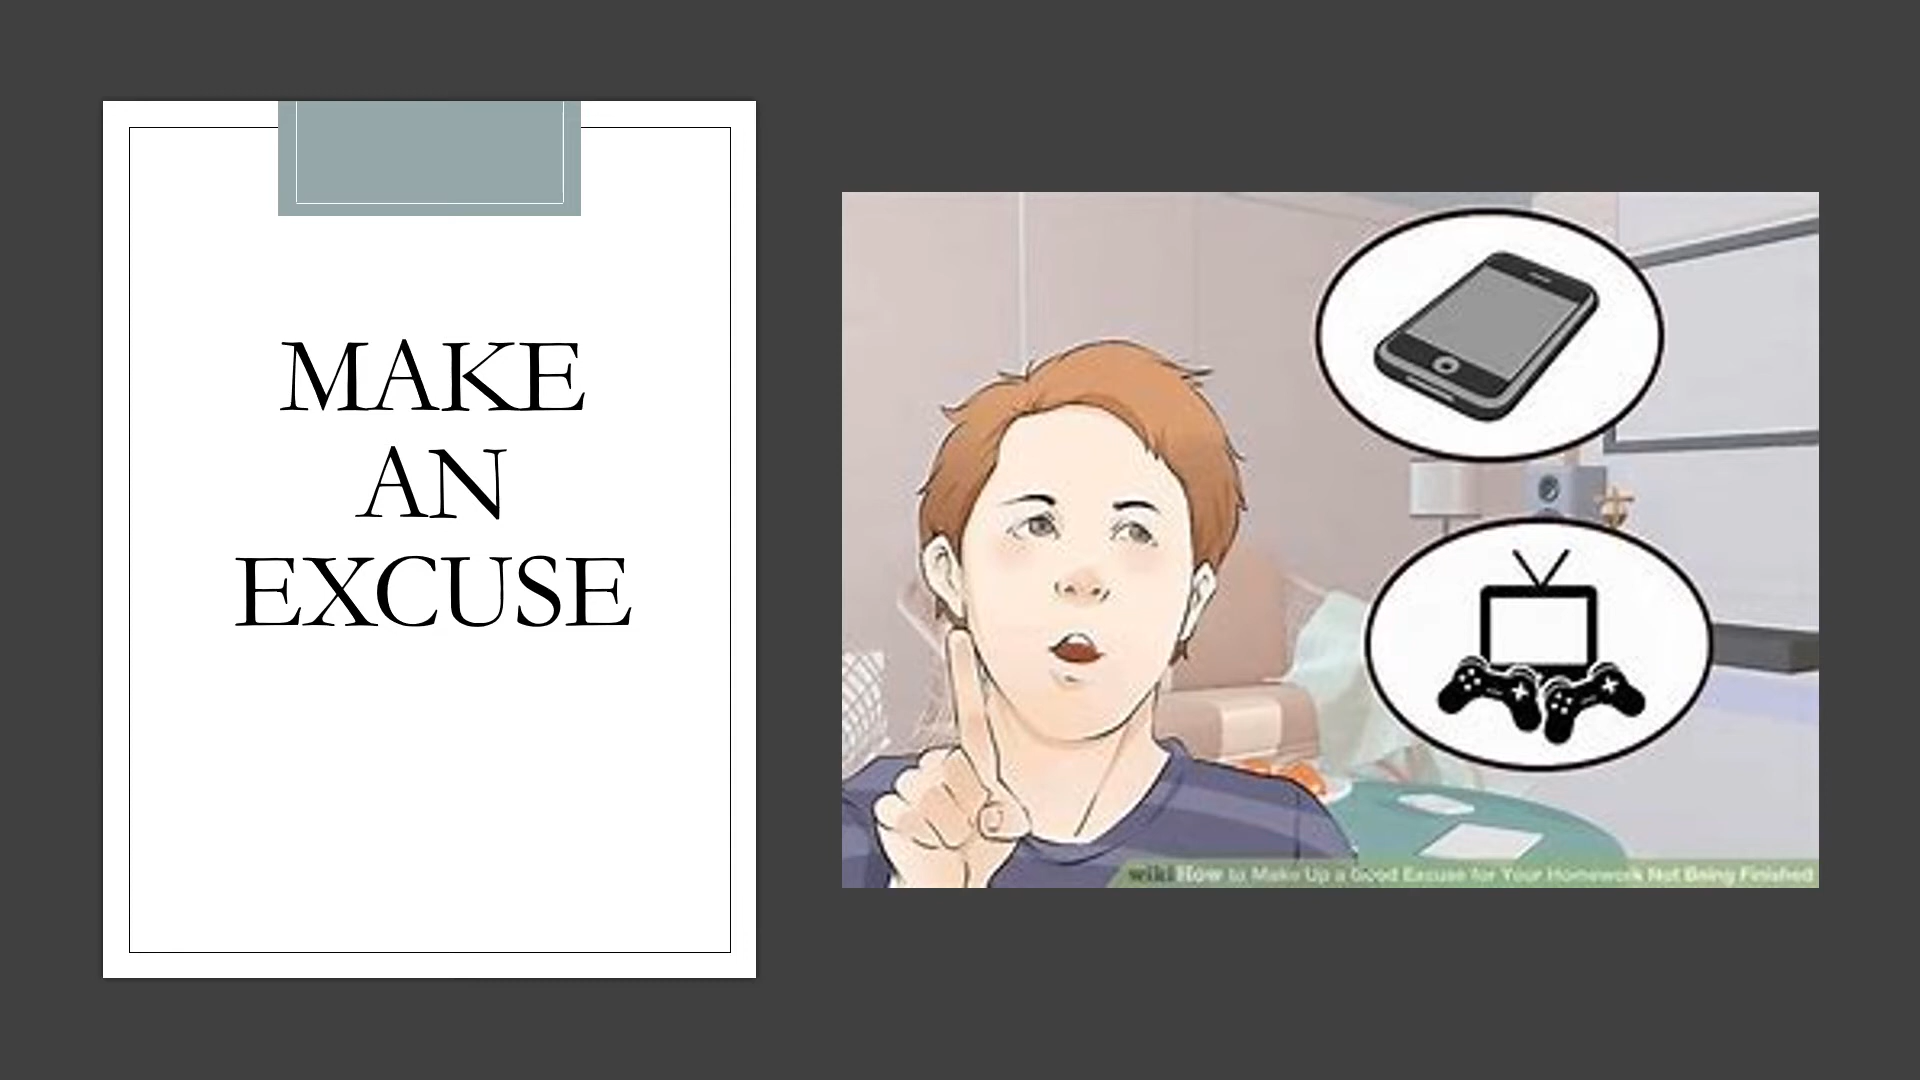 MAKE
AN
EXCUSE
wikiHow to Make Up a Good Excuse for Your Homework Not Being Finished